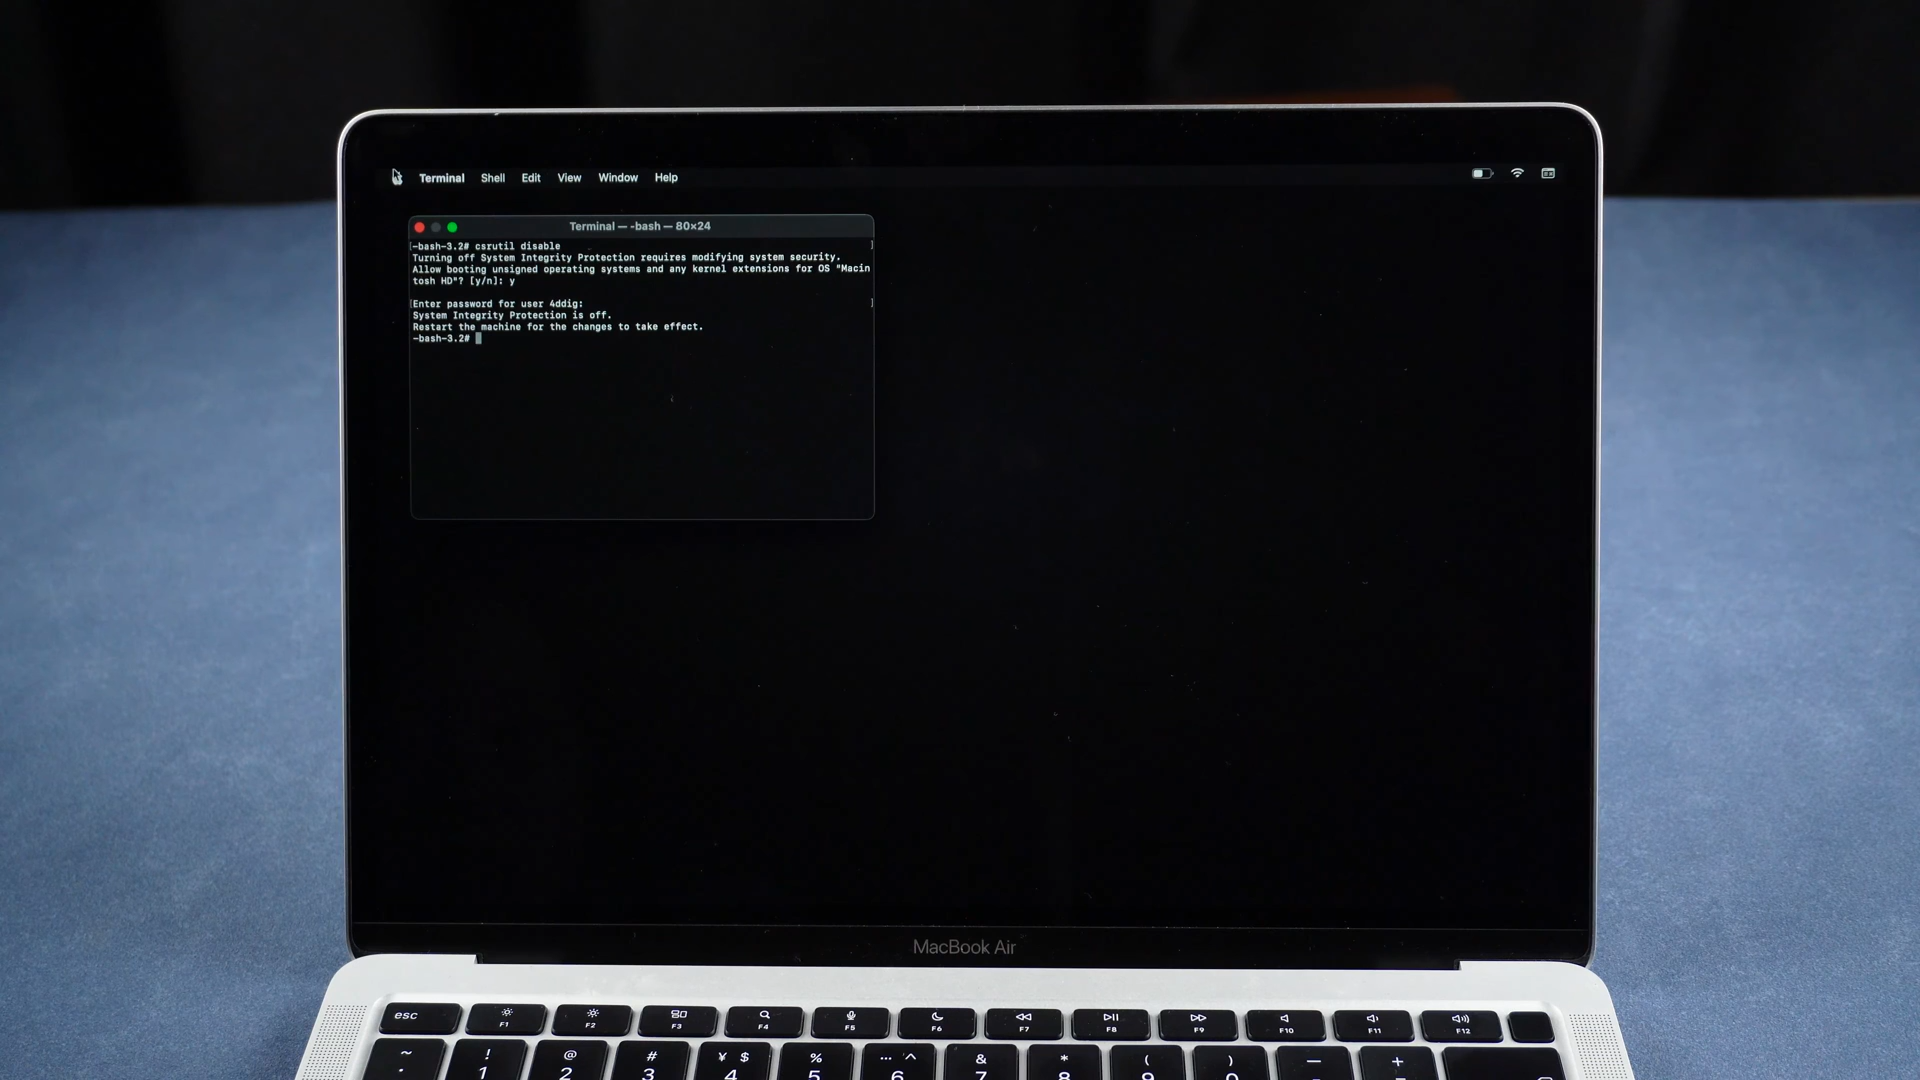 Terminal Shell Edit View Window Help
Terminal — -bash — 80×24
[-bash-3.2# csrutil disable ]
Turning off System Integrity Protection requires modifying system security.
Allow booting unsigned operating systems and any kernel extensions for OS "Macin
tosh HD"? [y/n]: y
[Enter password for user 4ddig: ]
System Integrity Protection is off.
Restart the machine for the changes to take effect.
-bash-3.2#
MacBook Air
esc F1 F2 F3 F4 F5 F6 F7 F8 F9 F10 F11 F12
~ ! @ # ¥ $ % … ^ & * ( ) — +
1 2 3 4 5 6 7 8 9 0